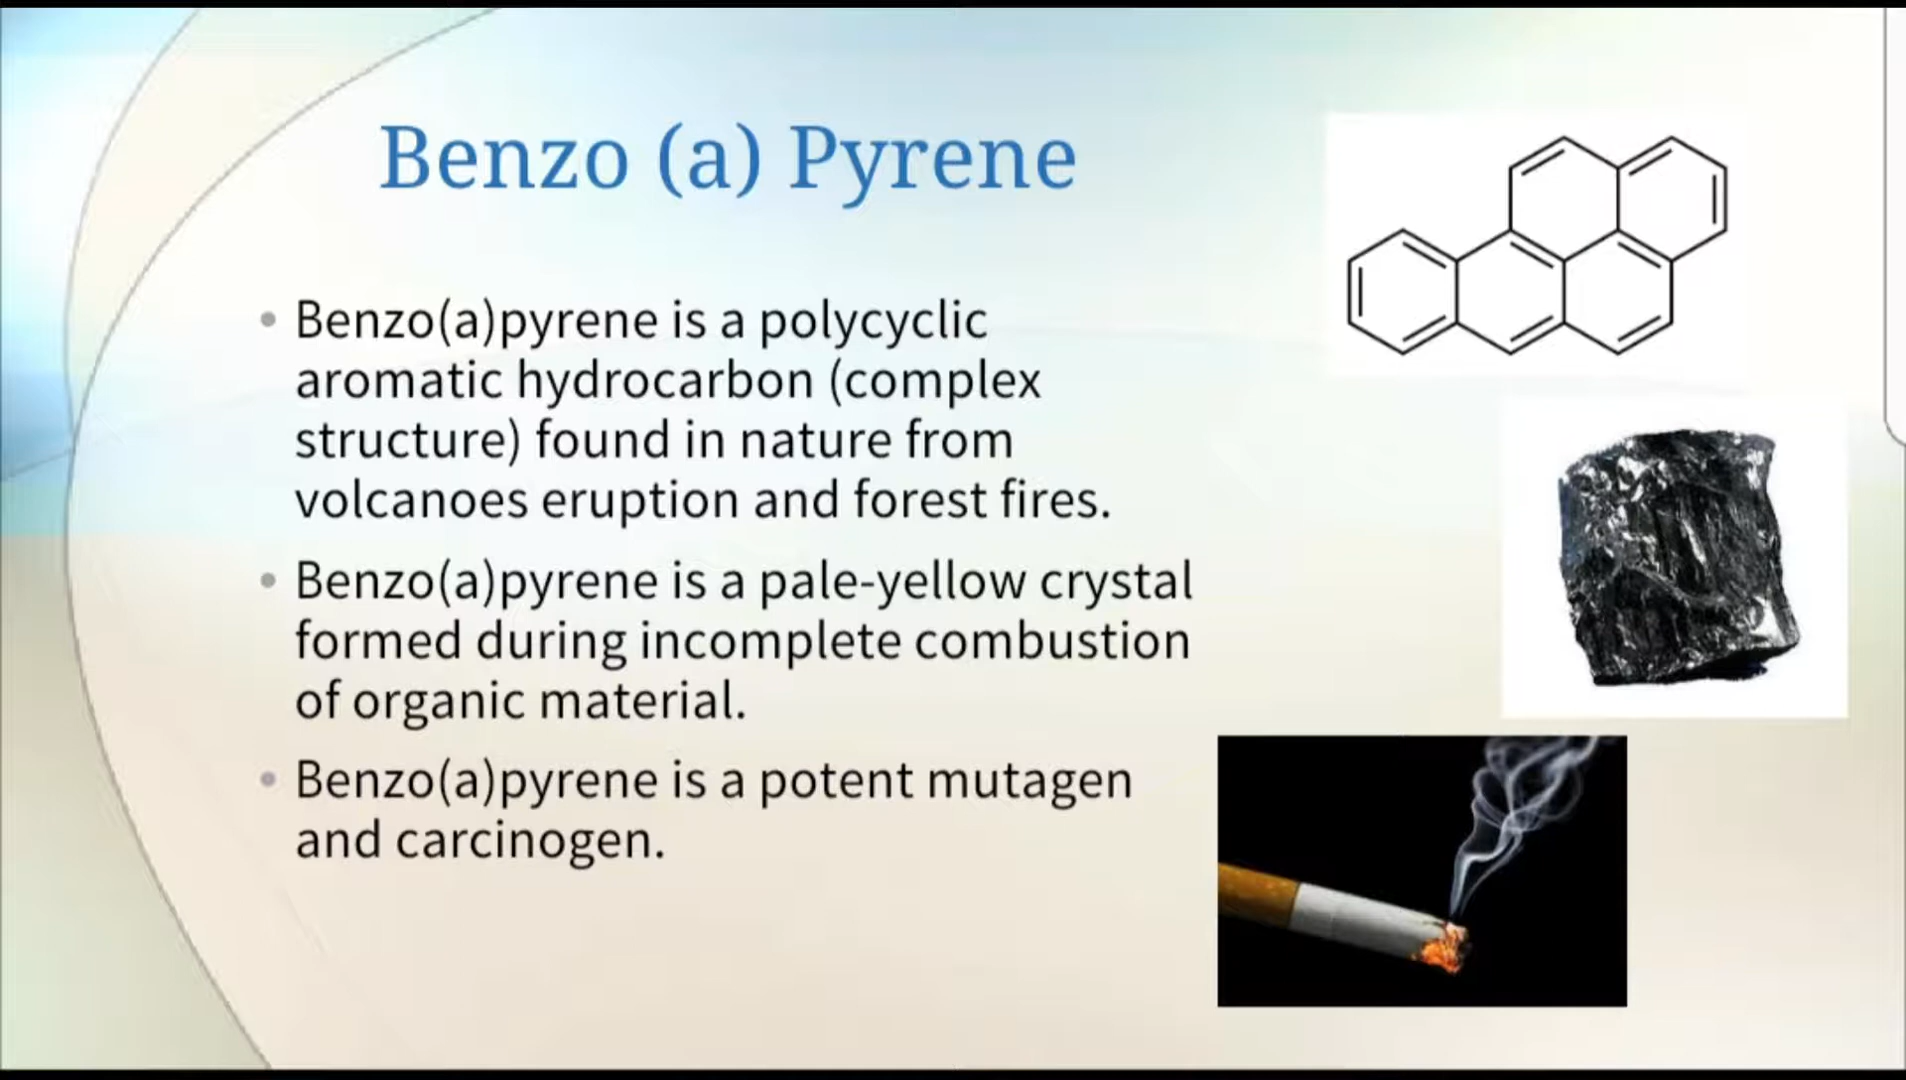 Benzo (a) Pyrene
• Benzo(a)pyrene is a polycyclic
aromatic hydrocarbon (complex
structure) found in nature from
volcanoes eruption and forest fires.
• Benzo(a)pyrene is a pale-yellow crystal
formed during incomplete combustion
of organic material.
• Benzo(a)pyrene is a potent mutagen
and carcinogen.